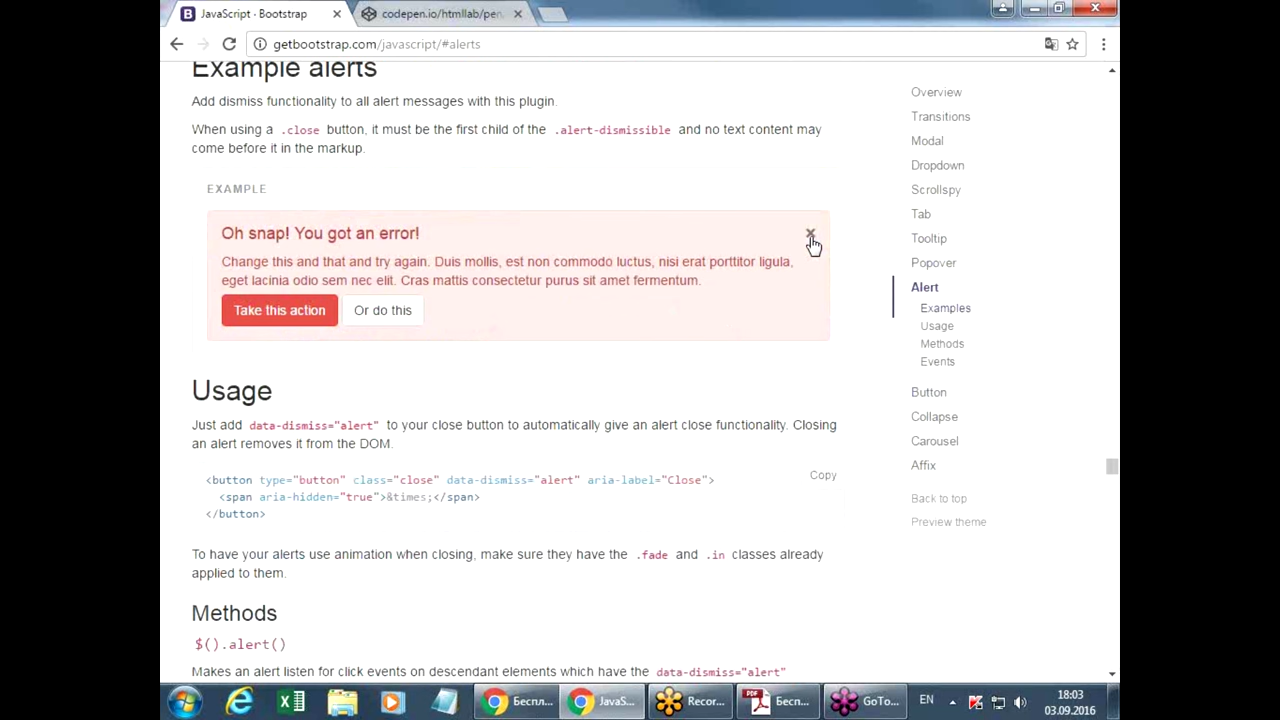 JavaScript · Bootstrap
codepen.io/htmllab/pen
getbootstrap.com/javascript/#alerts
Example alerts
Add dismiss functionality to all alert messages with this plugin.
When using a .close button, it must be the first child of the .alert-dismissible and no text content may
come before it in the markup.
EXAMPLE
Oh snap! You got an error!
Change this and that and try again. Duis mollis, est non commodo luctus, nisi erat porttitor ligula,
eget lacinia odio sem nec elit. Cras mattis consectetur purus sit amet fermentum.
Take this action
Or do this
Usage
Just add data-dismiss="alert" to your close button to automatically give an alert close functionality. Closing
an alert removes it from the DOM.
Copy
<button type="button" class="close" data-dismiss="alert" aria-label="Close">
<span aria-hidden="true">&times;</span>
</button>
To have your alerts use animation when closing, make sure they have the .fade and .in classes already
applied to them.
Methods
$().alert()
Makes an alert listen for click events on descendant elements which have the data-dismiss="alert"
Overview
Transitions
Modal
Dropdown
Scrollspy
Tab
Tooltip
Popover
Alert
Examples
Usage
Methods
Events
Button
Collapse
Carousel
Affix
Back to top
Preview theme
Беспл...
JavaS...
Recor...
Бесп...
GoTo...
EN
18:03
03.09.2016